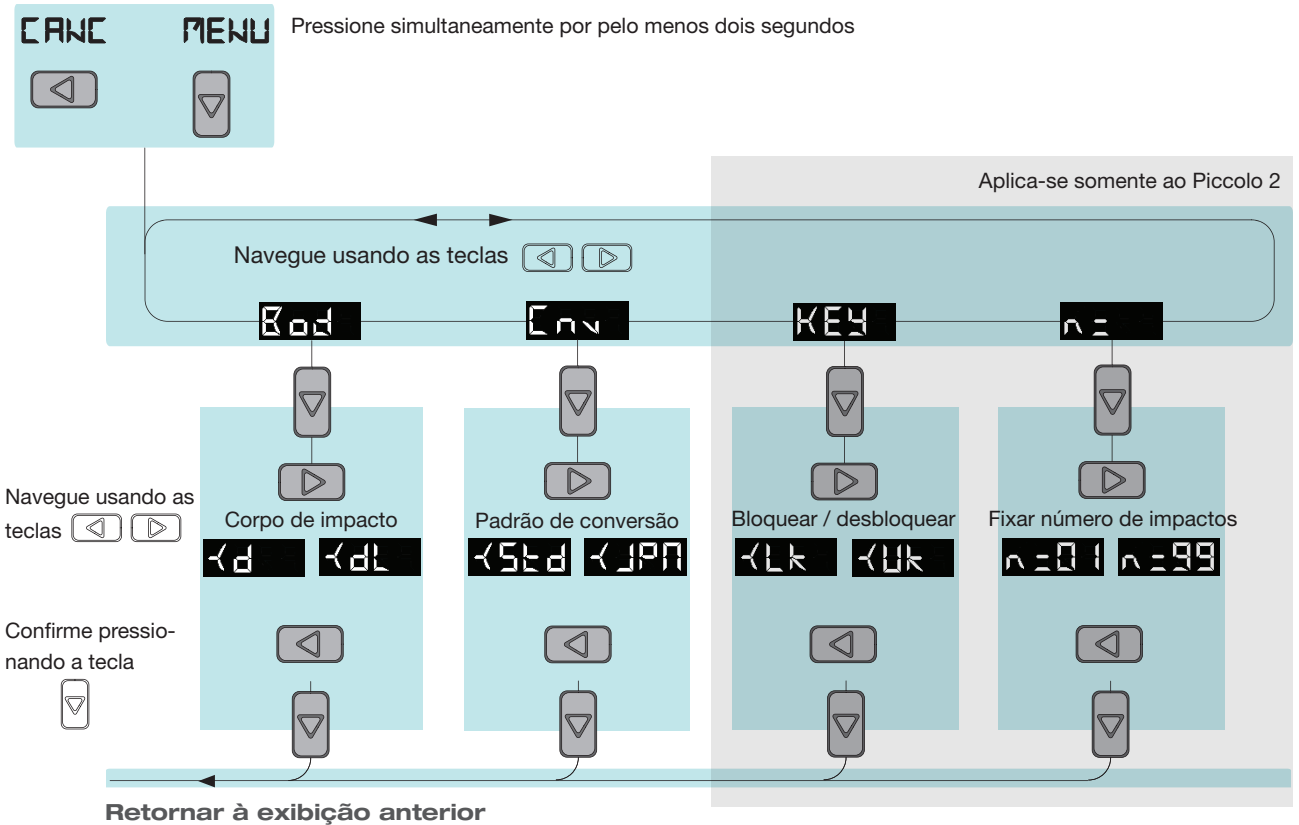 CANC MENU Pressione simultaneamente por pelo menos dois segundos
Aplica-se somente ao Piccolo 2
Navegue usando as teclas
Bod Cnv KEY n=
Navegue usando as
teclas
Corpo de impacto Padrão de conversão Bloquear / desbloquear Fixar número de impactos
d dL Std JPM Lk Uk n=01 n=99
Confirme pressio-
nando a tecla
Retornar à exibição anterior